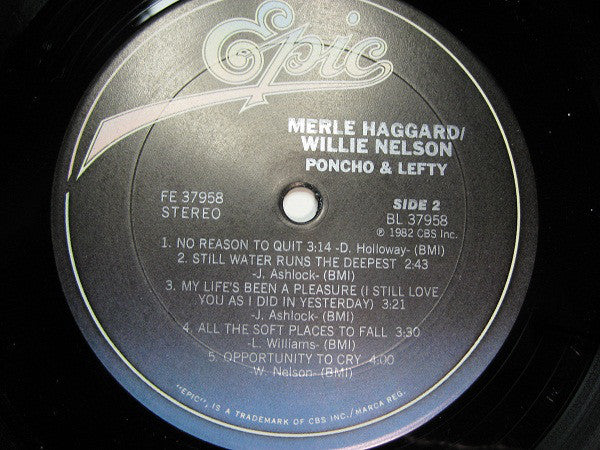 Epic
MERLE HAGGARD/
WILLIE NELSON
PONCHO & LEFTY
FE 37958
STEREO
SIDE 2
BL 37958
℗ 1982 CBS Inc.
1. NO REASON TO QUIT 3:14 -D. Holloway- (BMI)
2. STILL WATER RUNS THE DEEPEST 2:43
-J. Ashlock- (BMI)
3. MY LIFE'S BEEN A PLEASURE (I STILL LOVE
YOU AS I DID IN YESTERDAY) 3:21
-J. Ashlock- (BMI)
4. ALL THE SOFT PLACES TO FALL 3:30
-L. Williams- (BMI)
5. OPPORTUNITY TO CRY 4:00
-W. Nelson- (BMI)
"EPIC", IS A TRADEMARK OF CBS INC./MARCA REG.